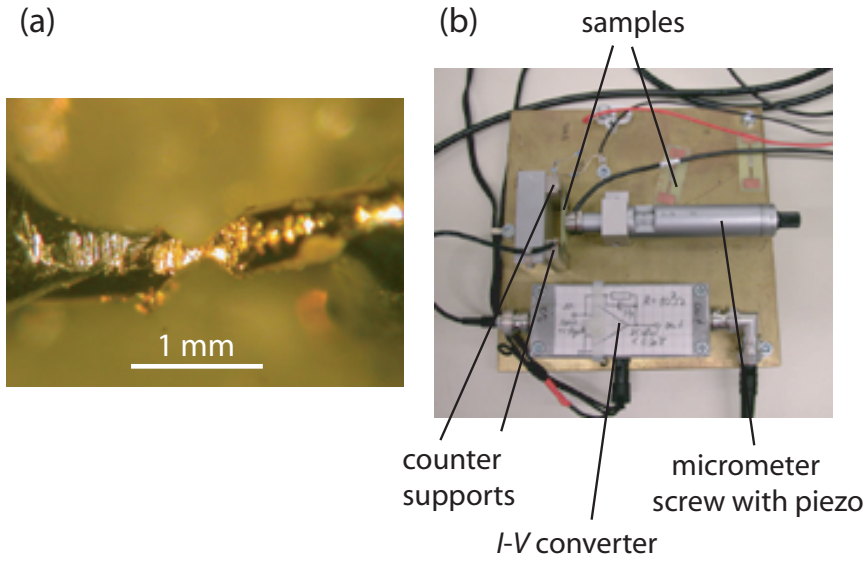 (a)
(b)
samples
1 mm
counter
supports
micrometer
screw with piezo
I-V converter